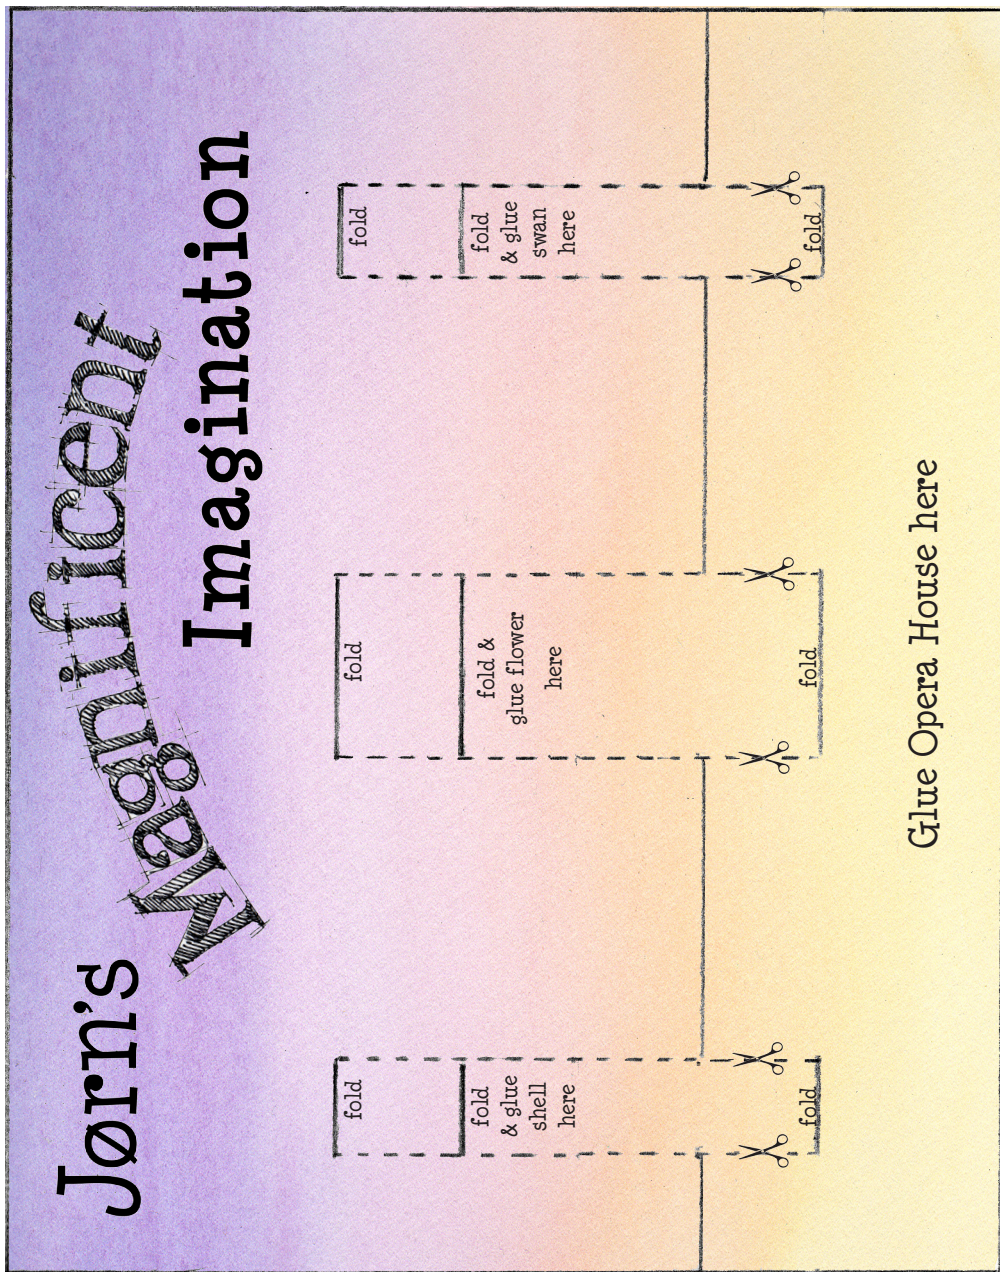 Jørn's
Magnificent
Imagination
fold
fold
& glue
shell
here
fold
fold
fold &
glue flower
here
fold
fold
fold
& glue
swan
here
fold
Glue Opera House here